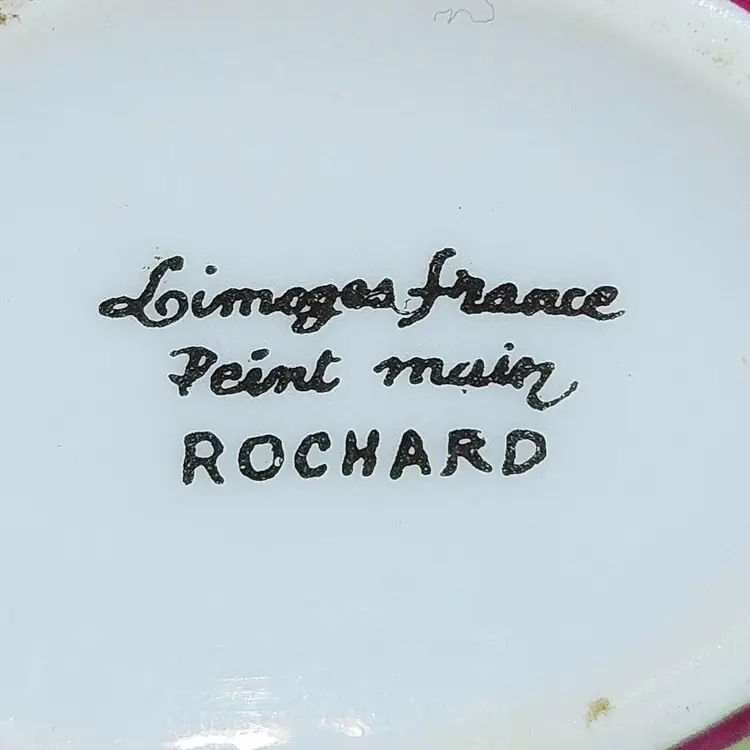 Limoges france
Peint main
ROCHARD